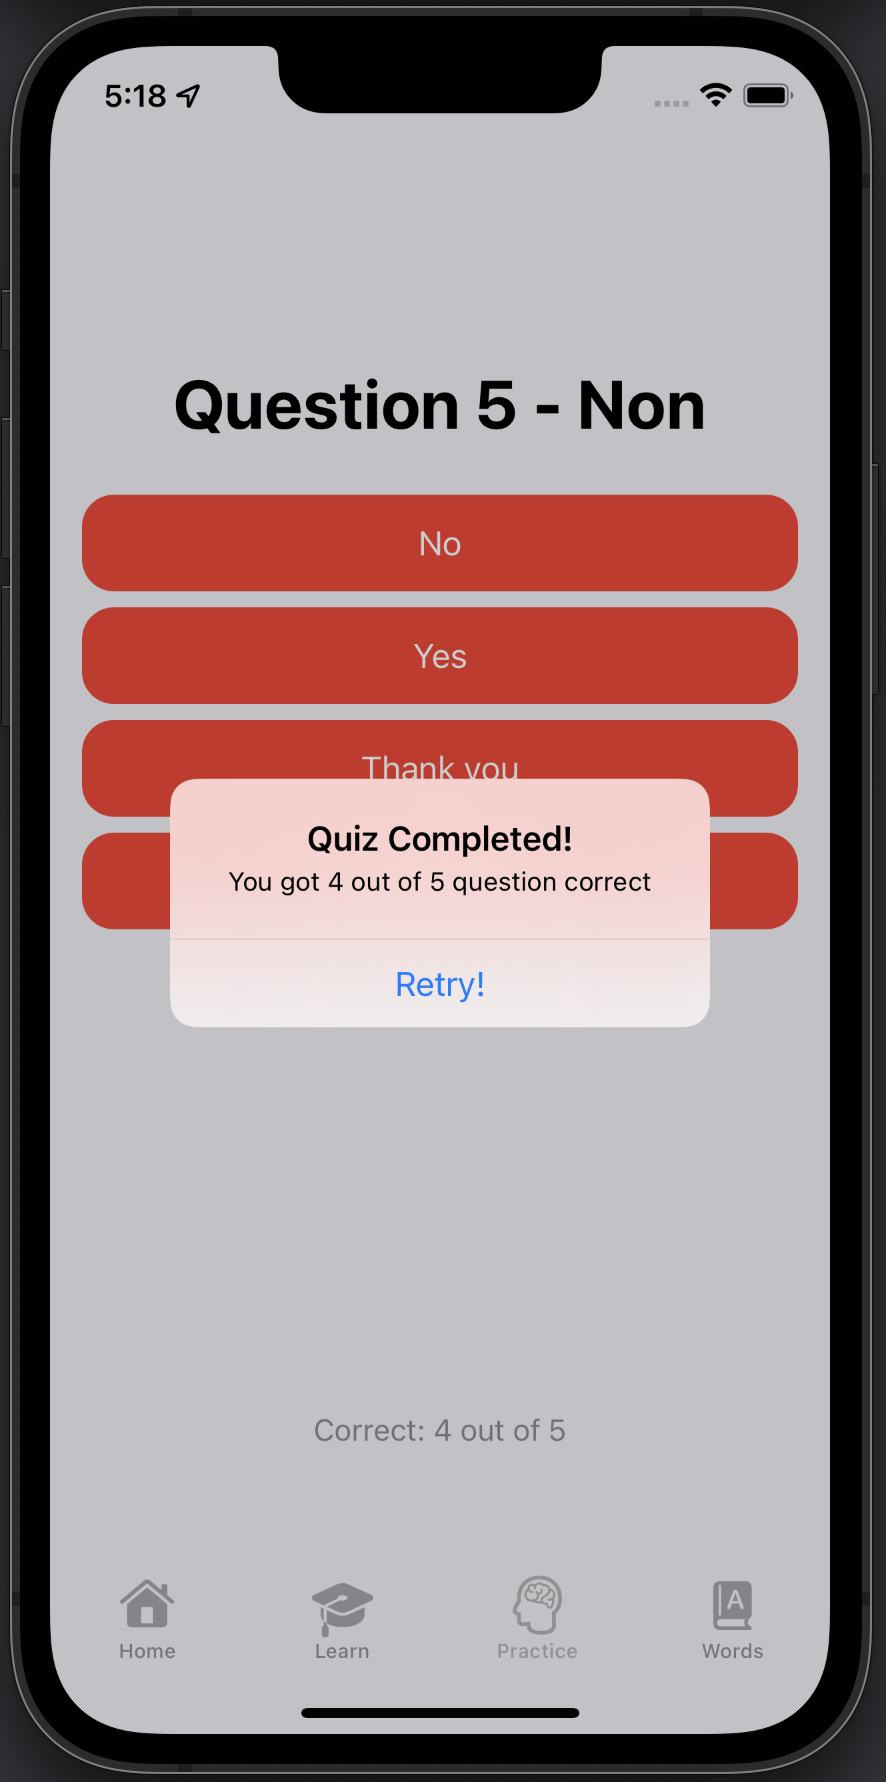 5:18
Question 5 - Non
No
Yes
Thank you
Quiz Completed!
You got 4 out of 5 question correct
Retry!
Correct: 4 out of 5
Home
Learn
Practice
A
Words